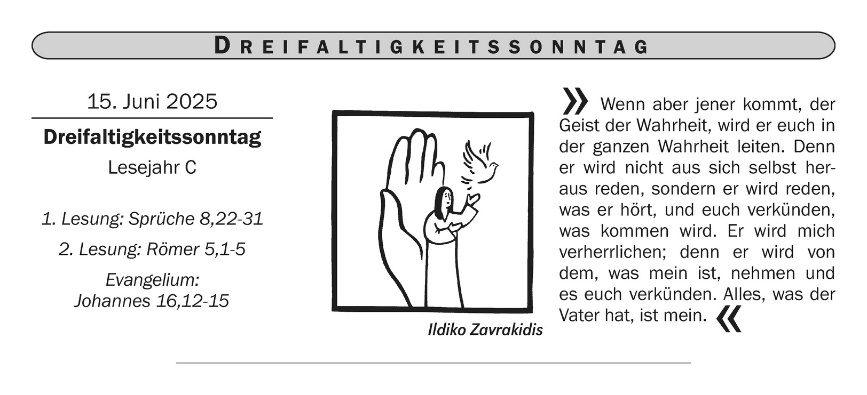 DREIFALTIGKEITSSONNTAG
15. Juni 2025
Dreifaltigkeitssonntag
Lesejahr C
1. Lesung: Sprüche 8,22-31
2. Lesung: Römer 5,1-5
Evangelium:
Johannes 16,12-15
Ildiko Zavrakidis
» Wenn aber jener kommt, der
Geist der Wahrheit, wird er euch in
der ganzen Wahrheit leiten. Denn
er wird nicht aus sich selbst her-
aus reden, sondern er wird reden,
was er hört, und euch verkünden,
was kommen wird. Er wird mich
verherrlichen; denn er wird von
dem, was mein ist, nehmen und
es euch verkünden. Alles, was der
Vater hat, ist mein. «